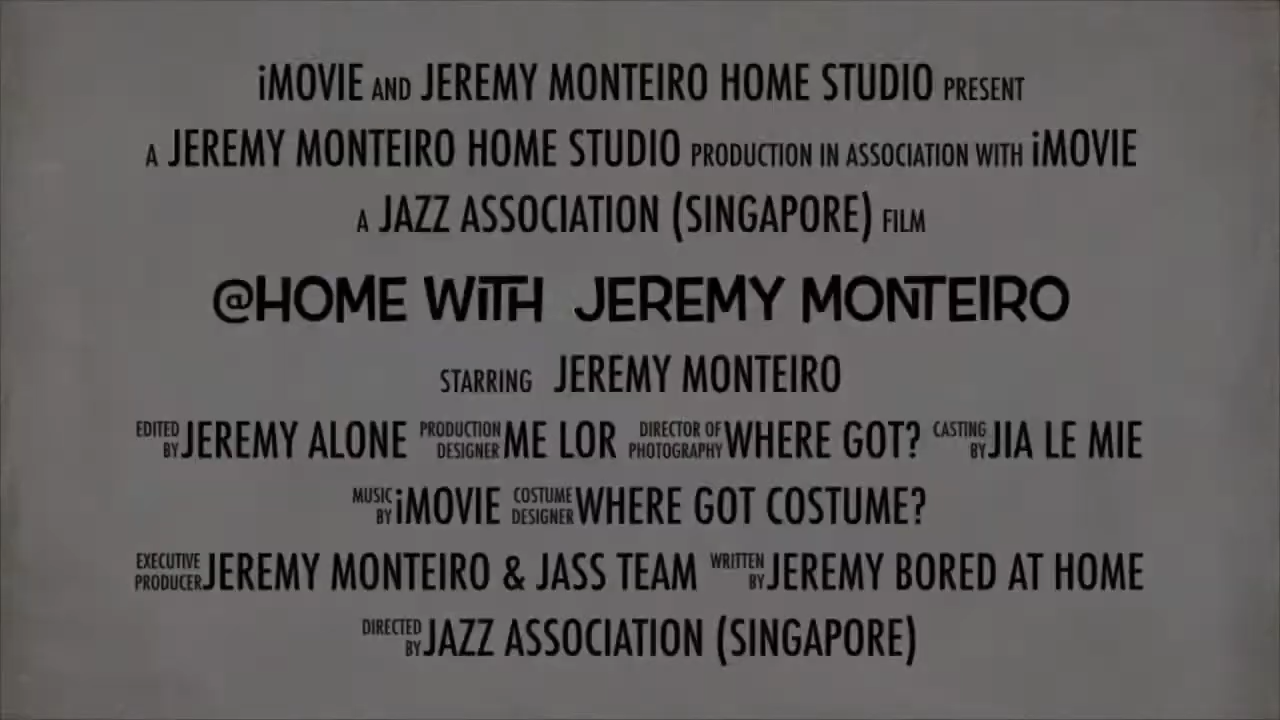 iMOVIE AND JEREMY MONTEIRO HOME STUDIO PRESENT
A JEREMY MONTEIRO HOME STUDIO PRODUCTION IN ASSOCIATION WITH iMOVIE
A JAZZ ASSOCIATION (SINGAPORE) FILM
@HOME WiTH JEREMY MONTEIRO
STARRING JEREMY MONTEIRO
EDITED BY JEREMY ALONE PRODUCTION DESIGNER ME LOR DIRECTOR OF PHOTOGRAPHY WHERE GOT? CASTING BY JIA LE MIE
MUSIC BY iMOVIE COSTUME DESIGNER WHERE GOT COSTUME?
EXECUTIVE PRODUCER JEREMY MONTEIRO & JASS TEAM WRITTEN BY JEREMY BORED AT HOME
DIRECTED BY JAZZ ASSOCIATION (SINGAPORE)